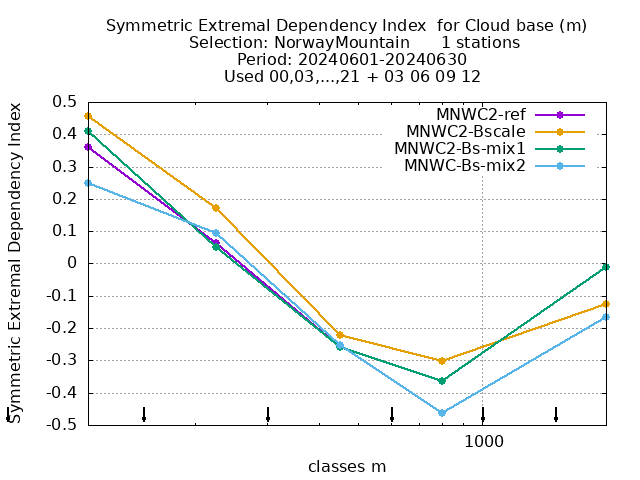 Symmetric Extremal Dependency Index  for Cloud base (m)
Selection: NorwayMountain      1 stations
Period: 20240601-20240630
Used 00,03,...,21 + 03 06 09 12
Symmetric Extremal Dependency Index
0.5
0.4
0.3
0.2
0.1
0
-0.1
-0.2
-0.3
-0.4
-0.5
MNWC2-ref
MNWC2-Bscale
MNWC2-Bs-mix1
MNWC-Bs-mix2
1000
classes m